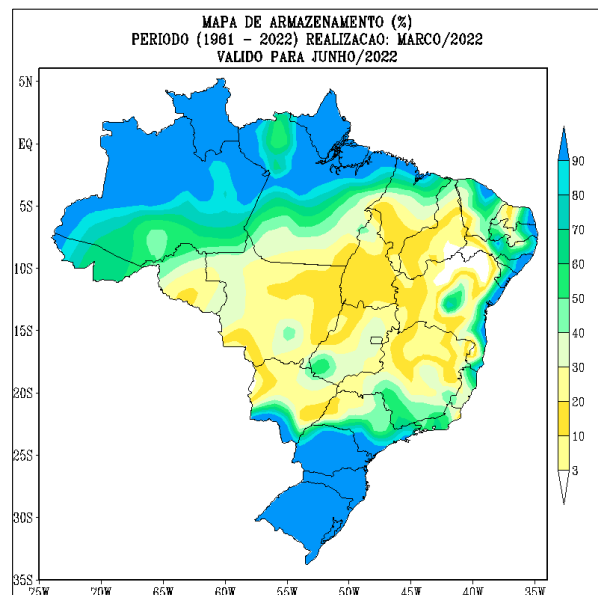 MAPA DE ARMAZENAMENTO (%)
PERIODO (1961 - 2022) REALIZACAO: MARCO/2022
VALIDO PARA JUNHO/2022
5N
EQ
5S
10S
15S
20S
25S
30S
35S
75W 70W 65W 60W 55W 50W 45W 40W 35W
90
80
70
60
50
40
30
20
10
3